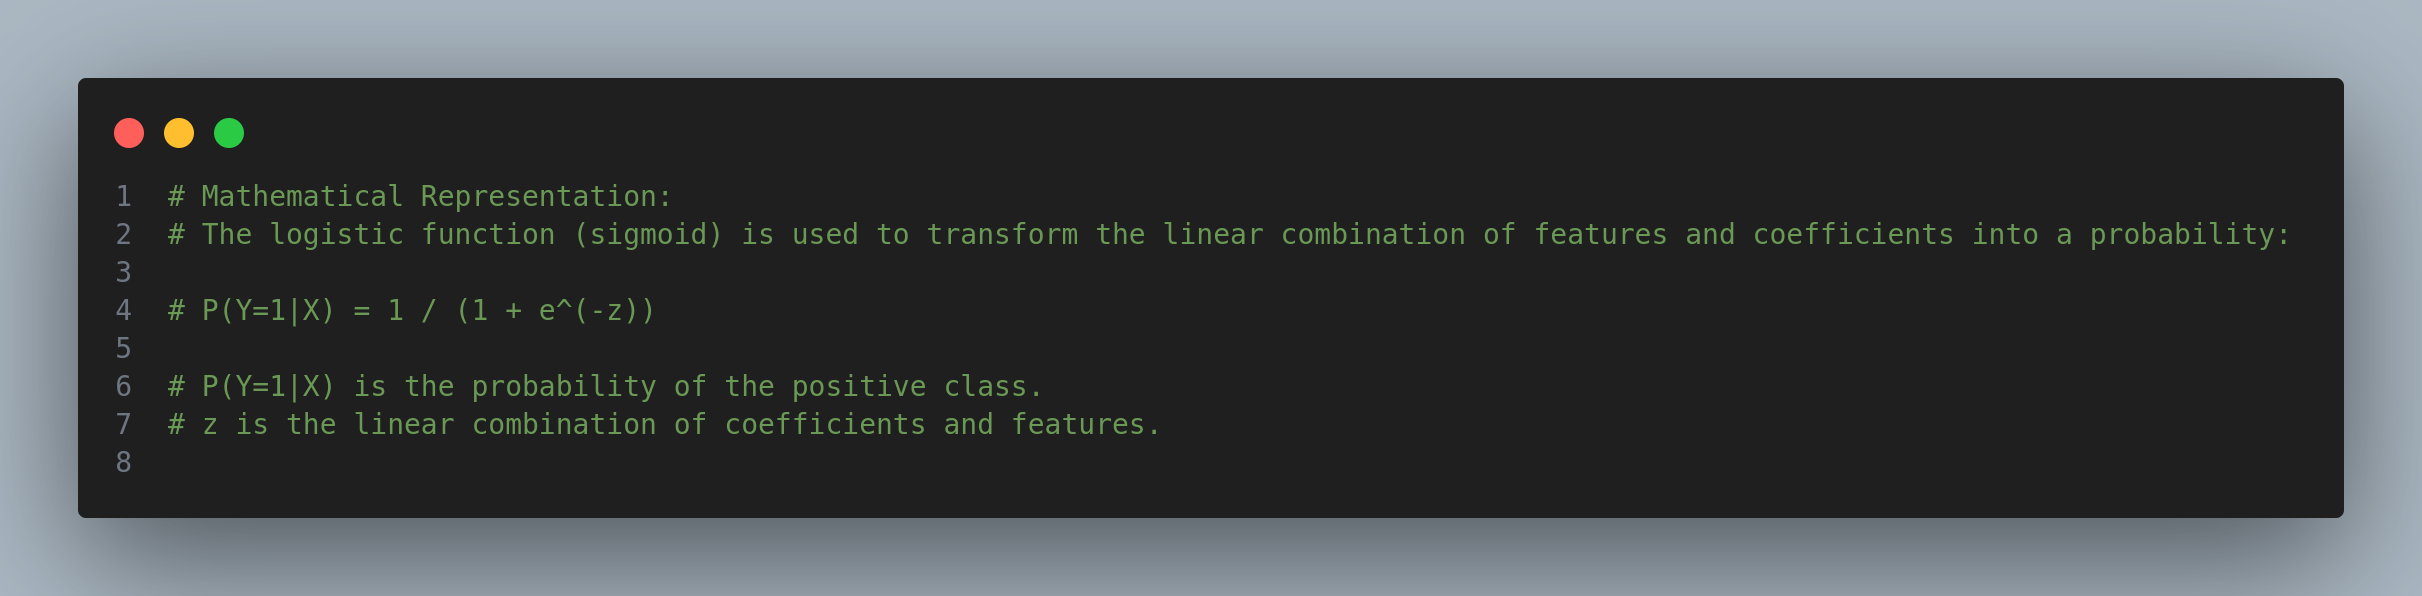 1 # Mathematical Representation:
2 # The logistic function (sigmoid) is used to transform the linear combination of features and coefficients into a probability:
3
4 # P(Y=1|X) = 1 / (1 + e^(-z))
5
6 # P(Y=1|X) is the probability of the positive class.
7 # z is the linear combination of coefficients and features.
8